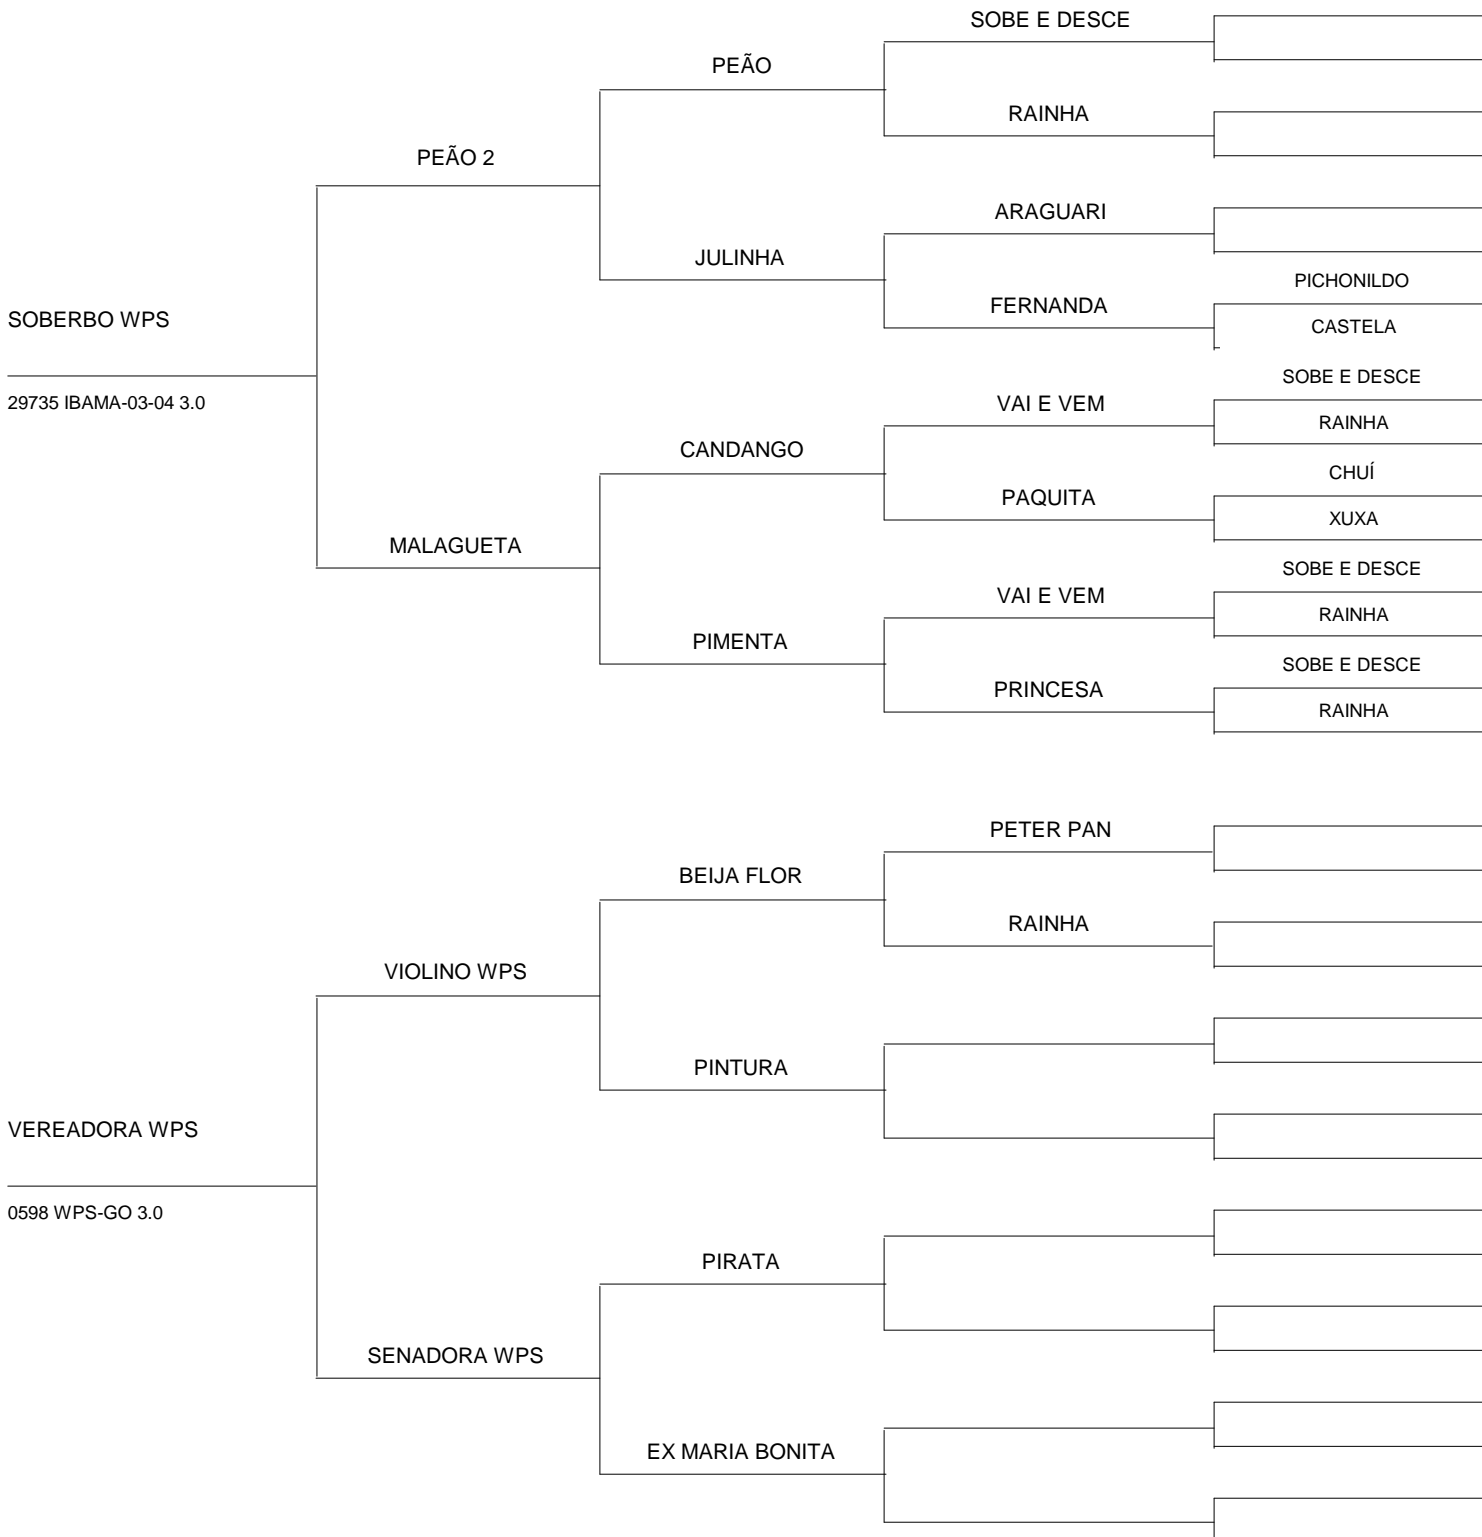 SOBE E DESCE
PEÃO
RAINHA
PEÃO 2
ARAGUARI
JULINHA
PICHONILDO
FERNANDA
SOBERBO WPS
CASTELA
SOBE E DESCE
29735 IBAMA-03-04 3.0
VAI E VEM
RAINHA
CANDANGO
CHUÍ
PAQUITA
XUXA
MALAGUETA
SOBE E DESCE
VAI E VEM
RAINHA
PIMENTA
SOBE E DESCE
PRINCESA
RAINHA
PETER PAN
BEIJA FLOR
RAINHA
VIOLINO WPS
PINTURA
VEREADORA WPS
0598 WPS-GO 3.0
PIRATA
SENADORA WPS
EX MARIA BONITA